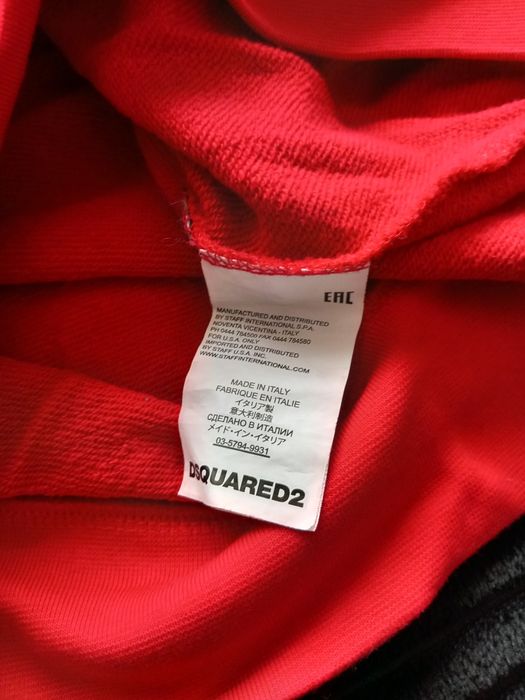 EAC
MANUFACTURED AND DISTRIBUTED
BY STAFF INTERNATIONAL S.P.A.
NOVENTA VICENTINA - ITALY
PH 0444 784500 FAX 0444 784580
FOR U.S.A. ONLY
IMPORTED AND DISTRIBUTED
BY STAFF U.S.A. INC.
WWW.STAFFINTERNATIONAL.COM
MADE IN ITALY
FABRIQUE EN ITALIE
イタリア製
意大利制造
СДЕЛАНО В ИТАЛИИ
メイド・イン・イタリア
03-5794-9931
DSQUARED2